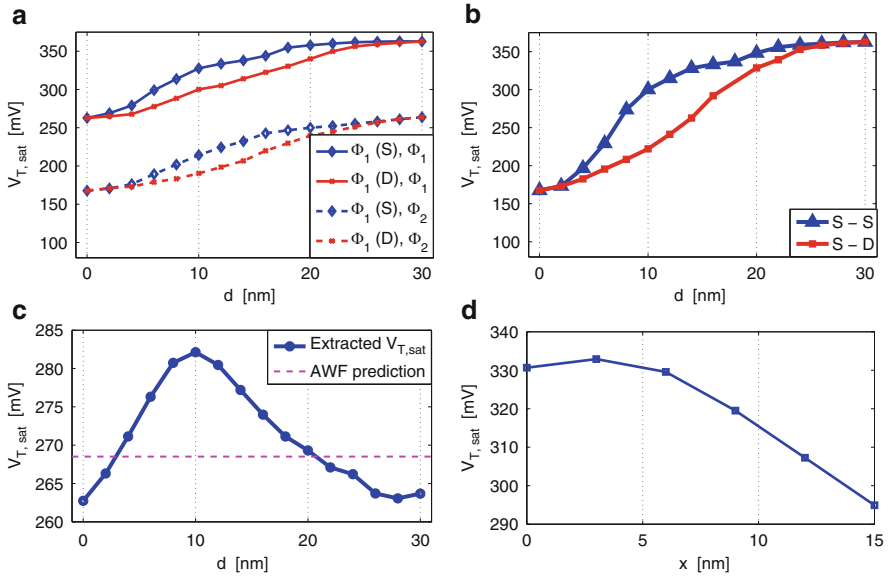 a
350
300
250
200
150
100
V_T, sat [mV]
0 10 20 30
d [nm]
Φ_1 (S), Φ_1
Φ_1 (D), Φ_1
Φ_1 (S), Φ_2
Φ_1 (D), Φ_2
b
350
300
250
200
150
100
V_T, sat [mV]
0 10 20 30
d [nm]
S – S
S – D
c
285
280
275
270
265
260
V_T, sat [mV]
0 10 20 30
d [nm]
Extracted V_T,sat
AWF prediction
d
340
330
320
310
300
290
V_T, sat [mV]
0 5 10 15
x [nm]